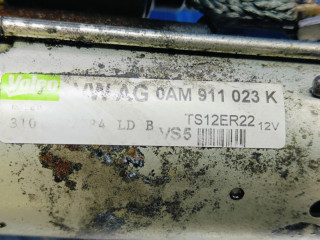 Valeo VW AG 0AM 911 023 K
310 LD B TS12ER22 12V
VS5